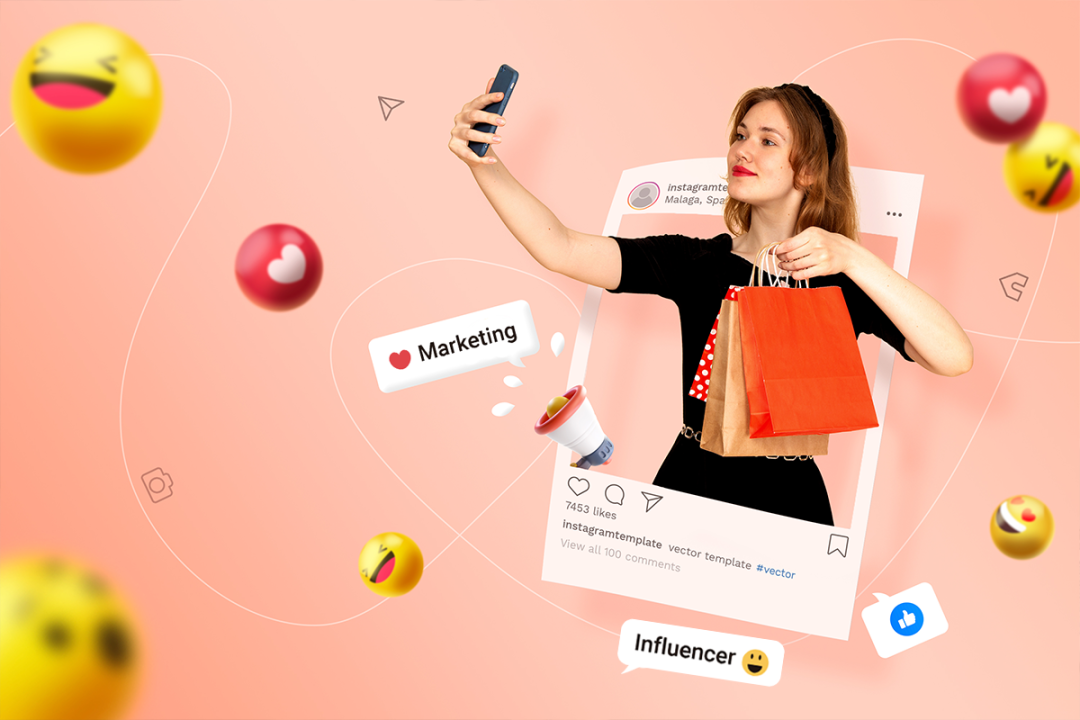 instagramte
Malaga, Spa
Marketing
7453 likes
instagramtemplate vector template #vector
View all 100 comments
Influencer